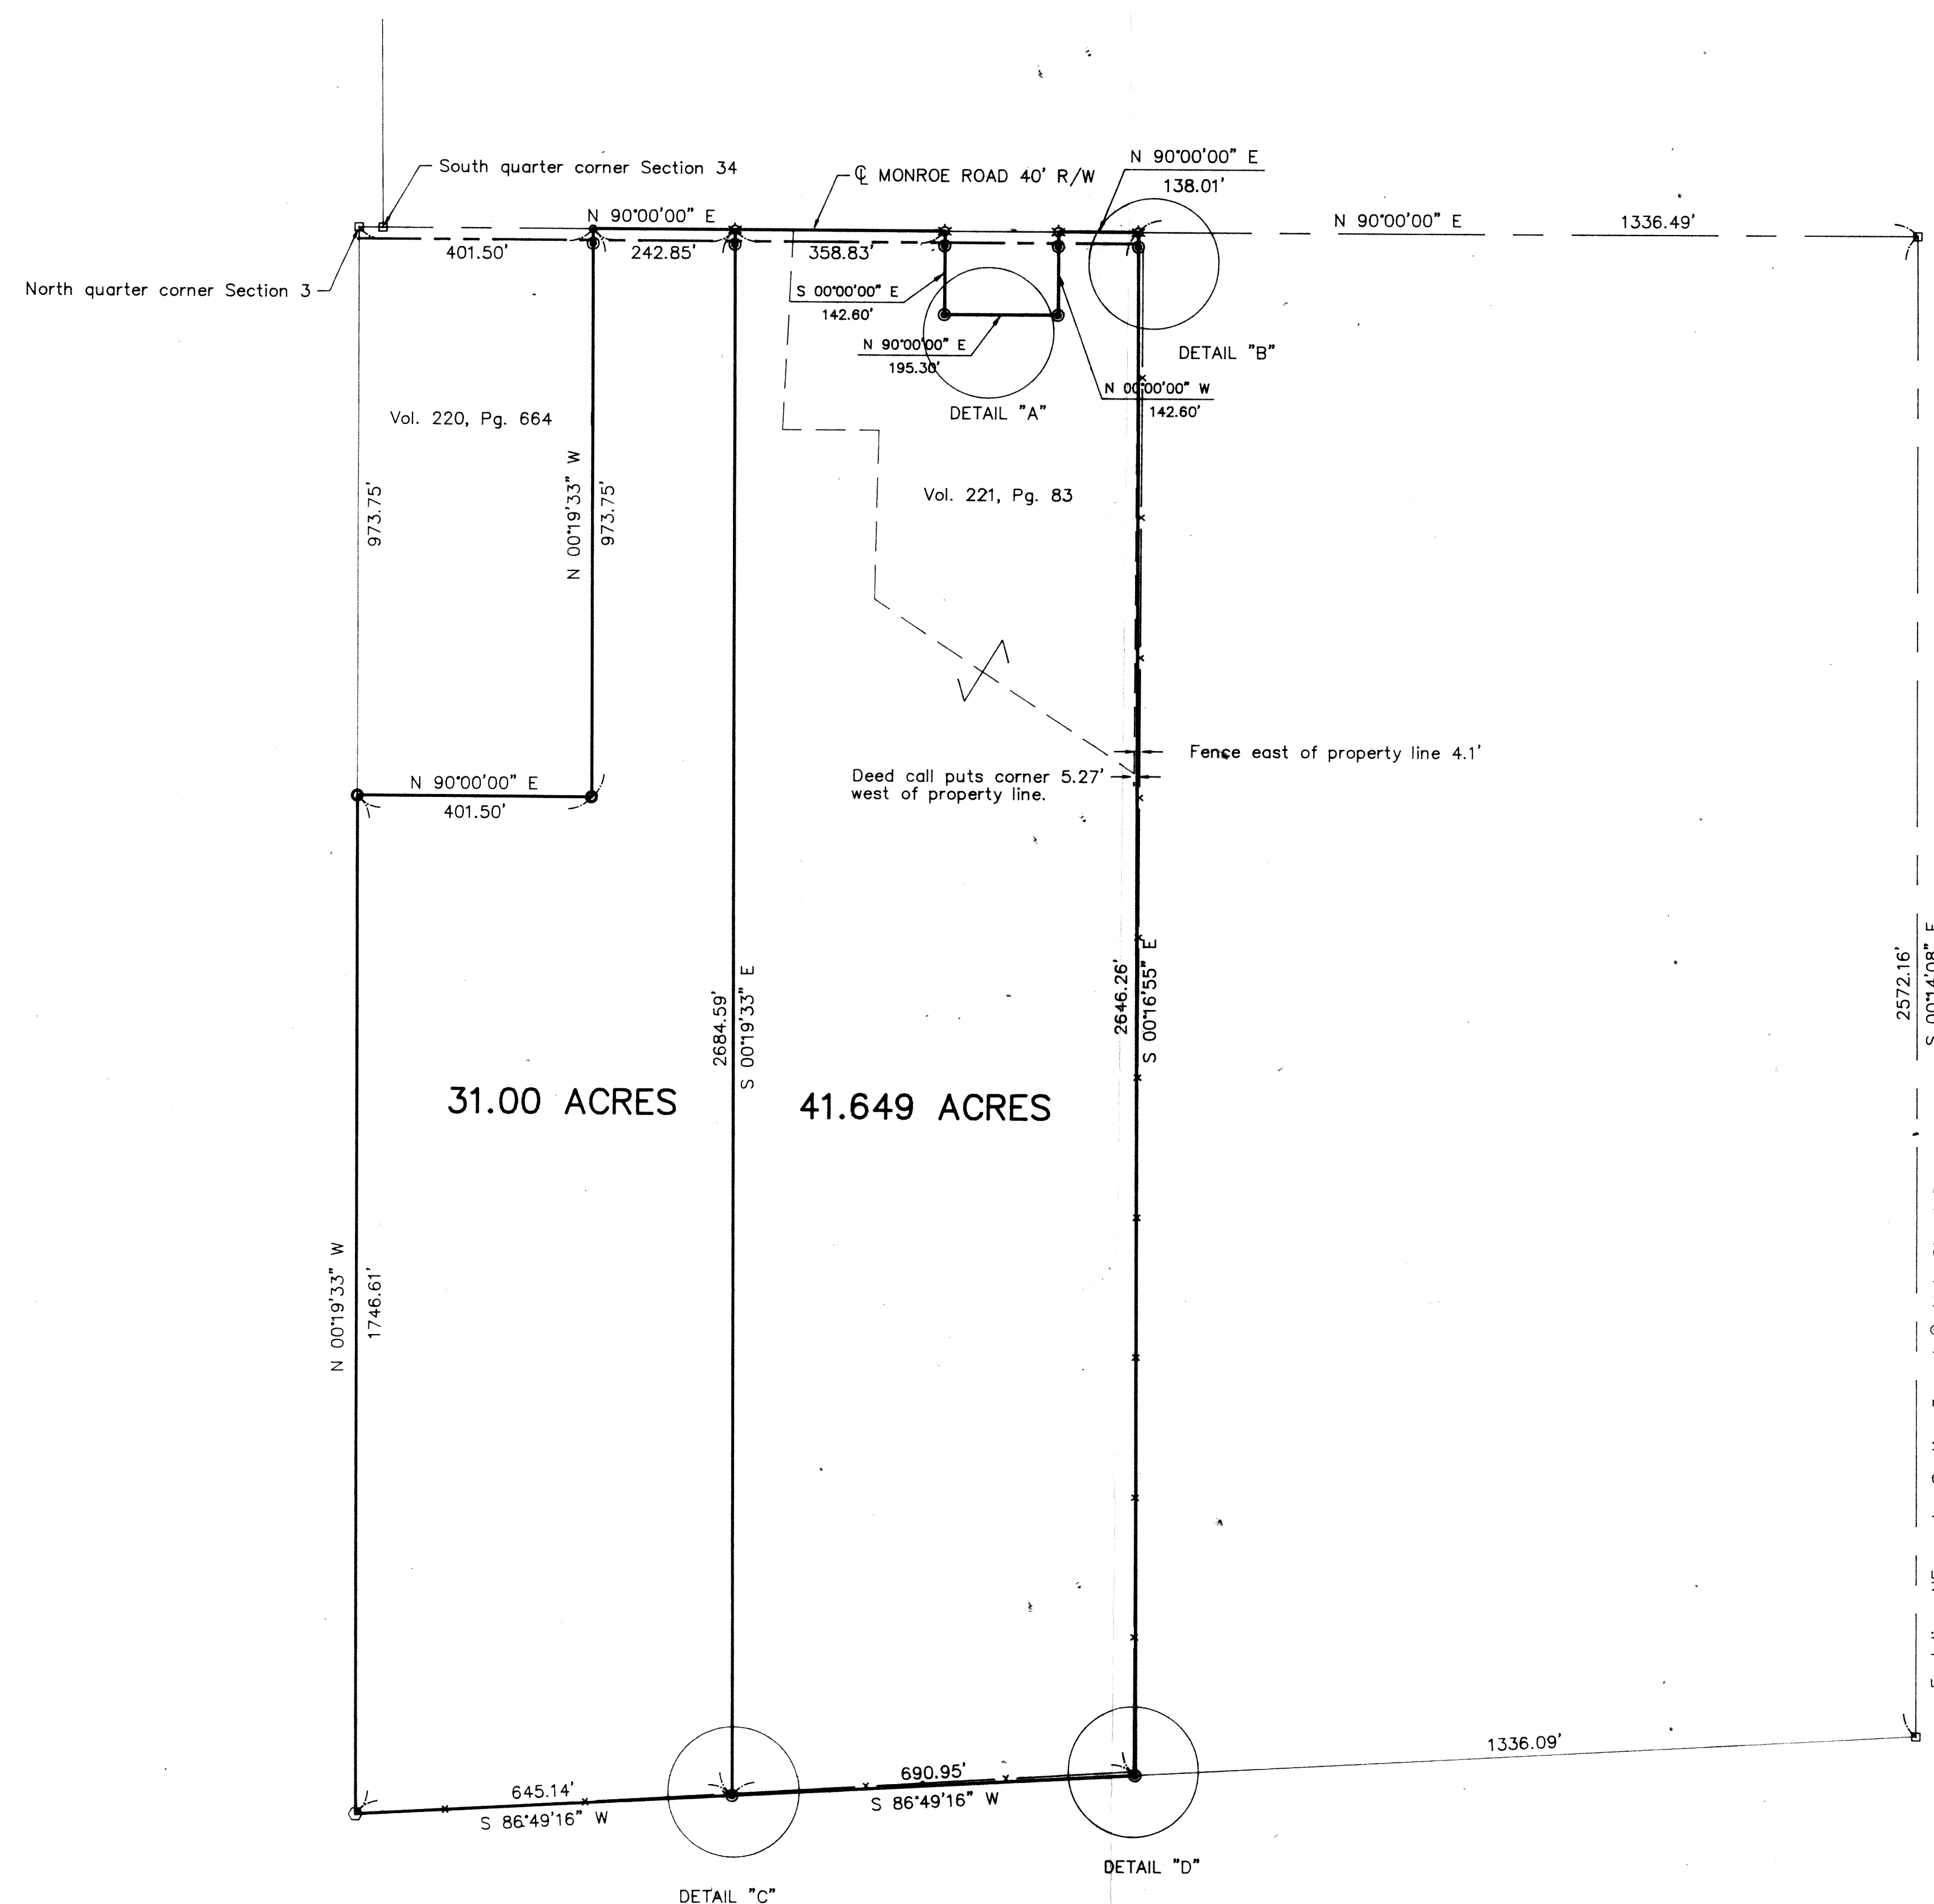 South quarter corner Section 34
℄ MONROE ROAD 40' R/W
N 90°00'00" E
138.01'
N 90°00'00" E
N 90°00'00" E
1336.49'
401.50'
242.85'
358.83'
North quarter corner Section 3
S 00°00'00" E
142.60'
N 90°00'00" E
195.30'
DETAIL "B"
N 00°00'00" W
142.60'
DETAIL "A"
Vol. 220, Pg. 664
Vol. 221, Pg. 83
973.75'
N 00°19'33" W
973.75'
Fence east of property line 4.1'
Deed call puts corner 5.27'
west of property line.
N 90°00'00" E
401.50'
2684.59'
S 00°19'33" E
2646.26'
S 00°16'55" E
2572.16'
S 00°14'08" E
31.00 ACRES
41.649 ACRES
N 00°19'33" W
1746.61'
645.14'
S 86°49'16" W
690.95'
S 86°49'16" W
1336.09'
DETAIL "D"
DETAIL "C"